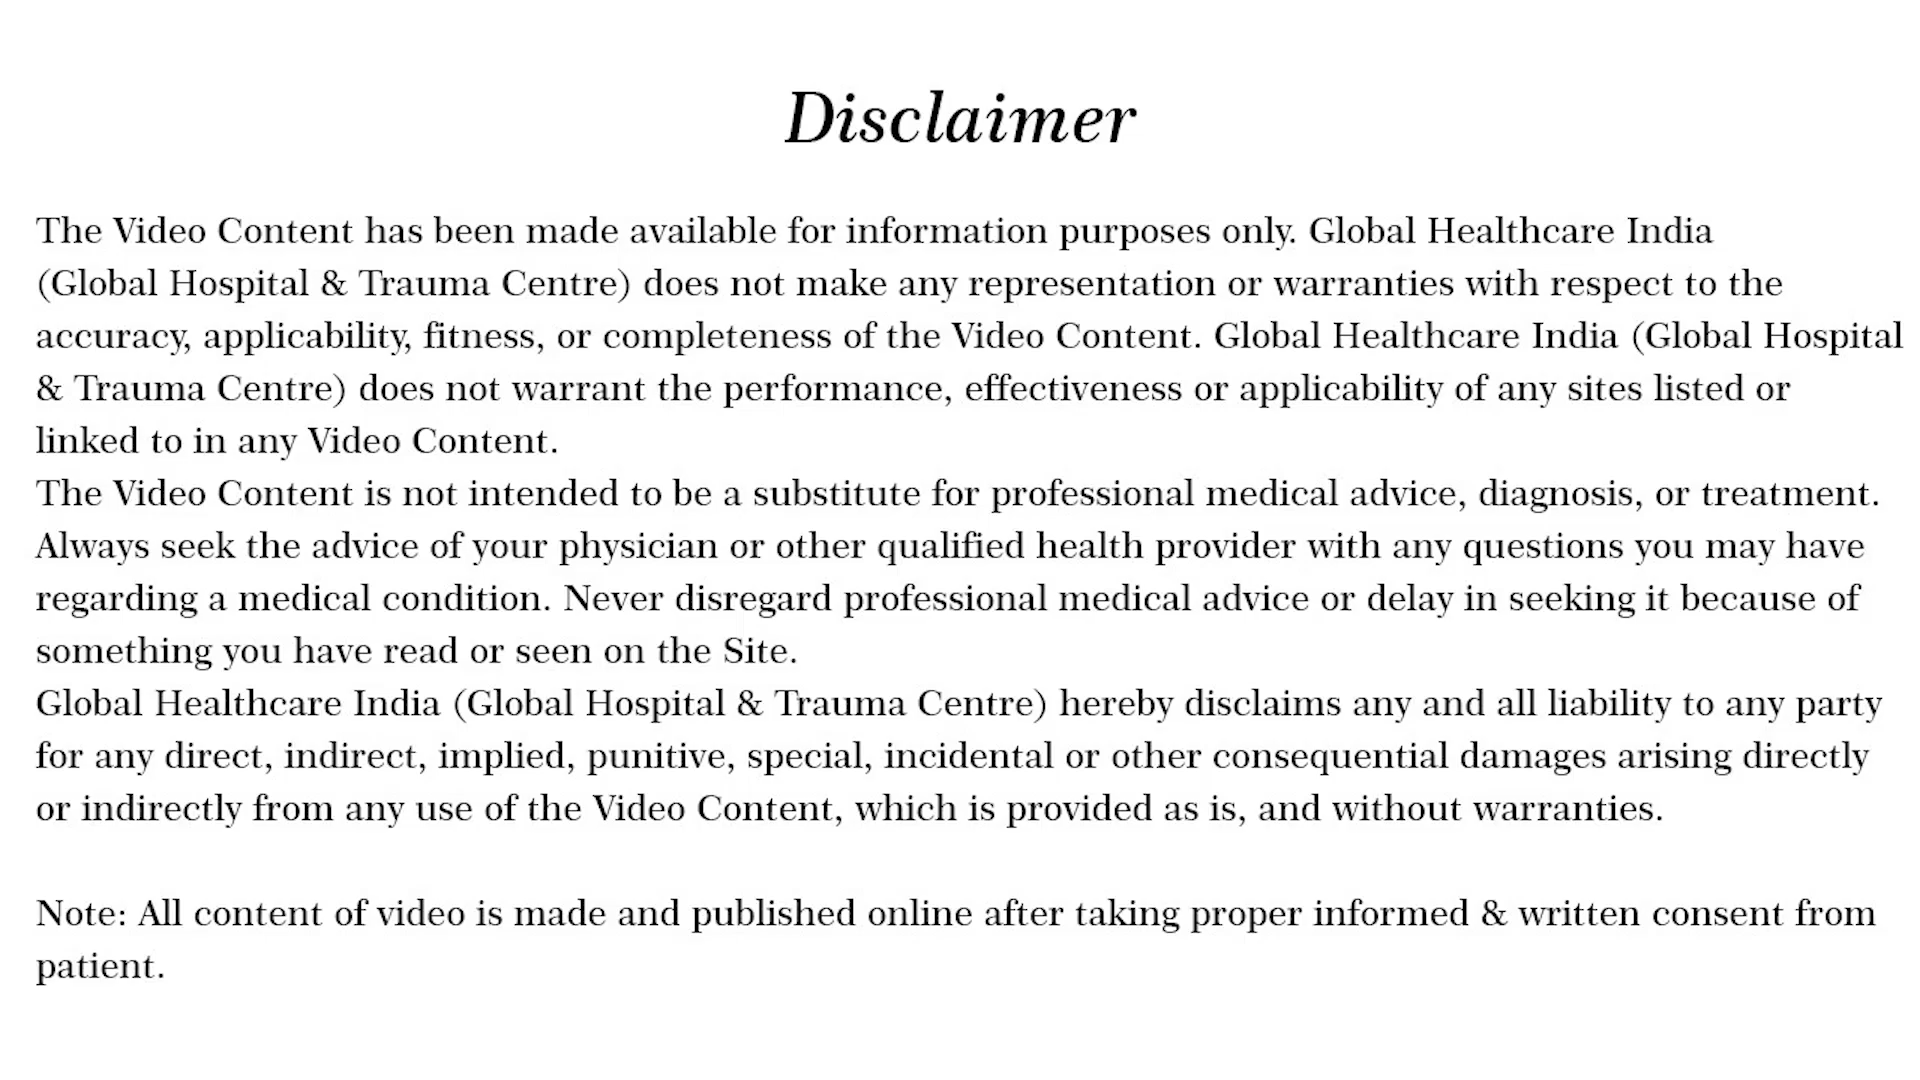 Disclaimer
The Video Content has been made available for information purposes only. Global Healthcare India
(Global Hospital & Trauma Centre) does not make any representation or warranties with respect to the
accuracy, applicability, fitness, or completeness of the Video Content. Global Healthcare India (Global Hospital
& Trauma Centre) does not warrant the performance, effectiveness or applicability of any sites listed or
linked to in any Video Content.
The Video Content is not intended to be a substitute for professional medical advice, diagnosis, or treatment.
Always seek the advice of your physician or other qualified health provider with any questions you may have
regarding a medical condition. Never disregard professional medical advice or delay in seeking it because of
something you have read or seen on the Site.
Global Healthcare India (Global Hospital & Trauma Centre) hereby disclaims any and all liability to any party
for any direct, indirect, implied, punitive, special, incidental or other consequential damages arising directly
or indirectly from any use of the Video Content, which is provided as is, and without warranties.
Note: All content of video is made and published online after taking proper informed & written consent from
patient.